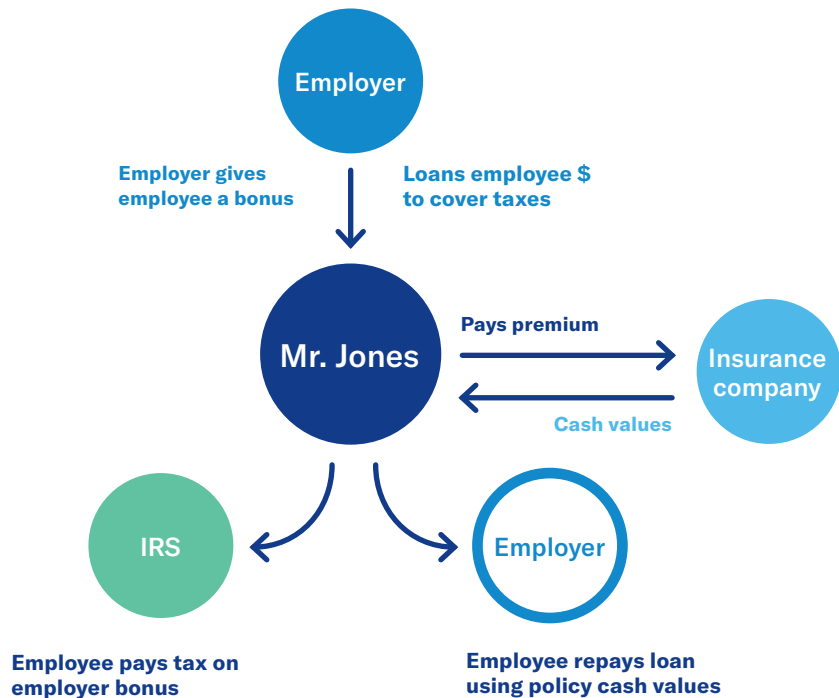 Employer
Employer gives
employee a bonus
Loans employee $
to cover taxes
Mr. Jones
Pays premium
Insurance
company
Cash values
IRS
Employer
Employee pays tax on
employer bonus
Employee repays loan
using policy cash values